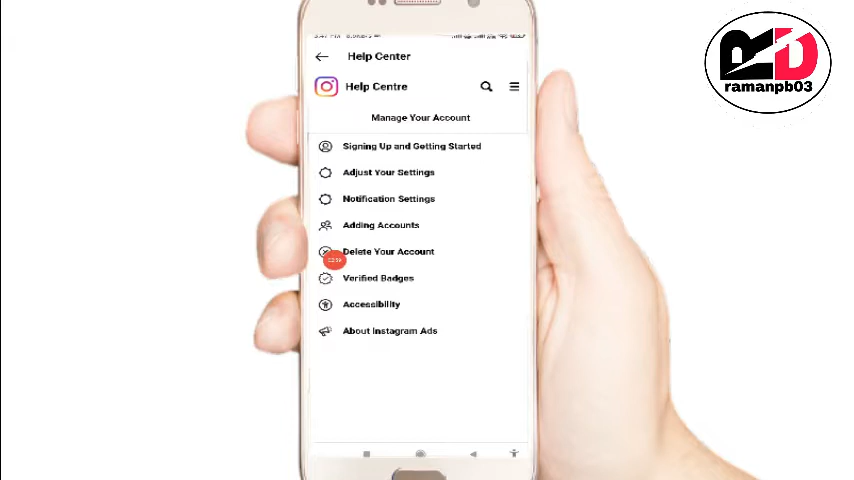 Help Center
Help Centre
Manage Your Account
Signing Up and Getting Started
Adjust Your Settings
Notification Settings
Adding Accounts
Delete Your Account
Verified Badges
Accessibility
About Instagram Ads
RD
ramanpb03